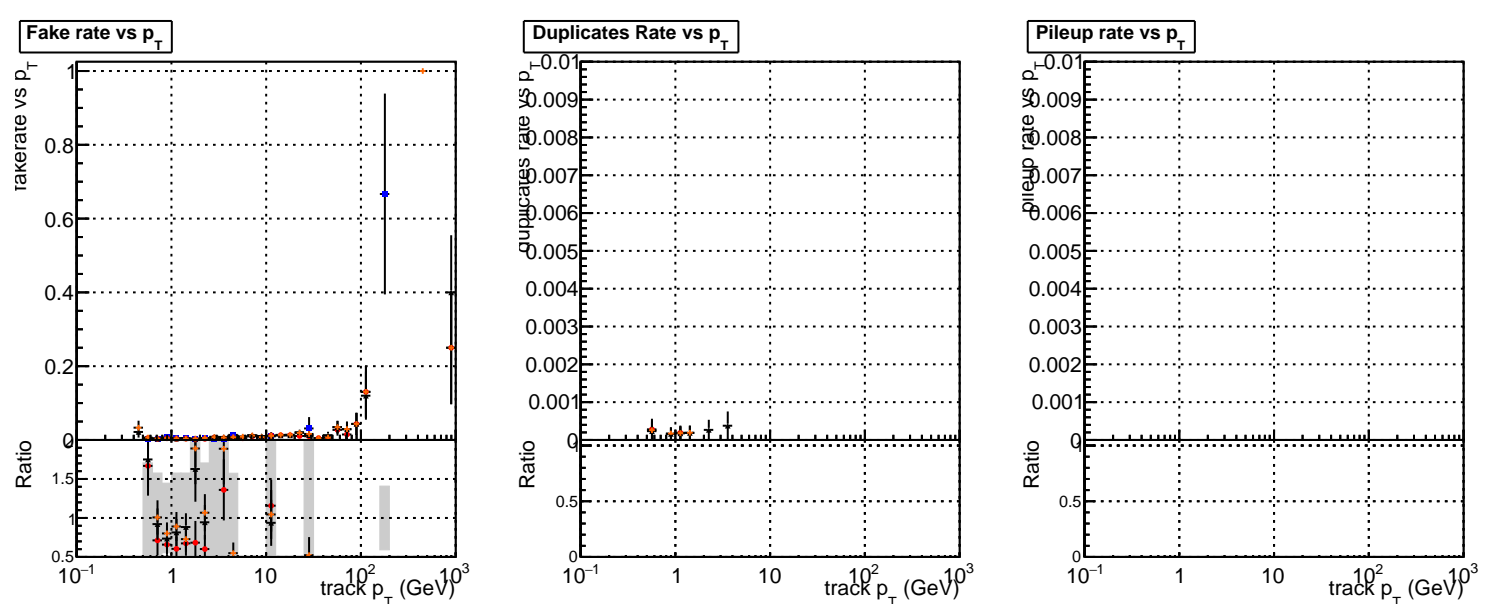 Fake rate vs p_T
fakerate vs p_T
1
0.8
0.6
0.4
0.2
0
Ratio
1.5
1
0.5
10^−1 1 10 10^2 10^3
track p_T (GeV)
Duplicates Rate vs p_T
duplicates rate vs p_T
0.01
0.009
0.008
0.007
0.006
0.005
0.004
0.003
0.002
0.001
0
Ratio
1
0.5
0
10^−1 1 10 10^2 10^3
track p_T (GeV)
Pileup rate vs p_T
pileup rate vs p_T
0.01
0.009
0.008
0.007
0.006
0.005
0.004
0.003
0.002
0.001
0
Ratio
1
0.5
0
10^−1 1 10 10^2 10^3
track p_T (GeV)